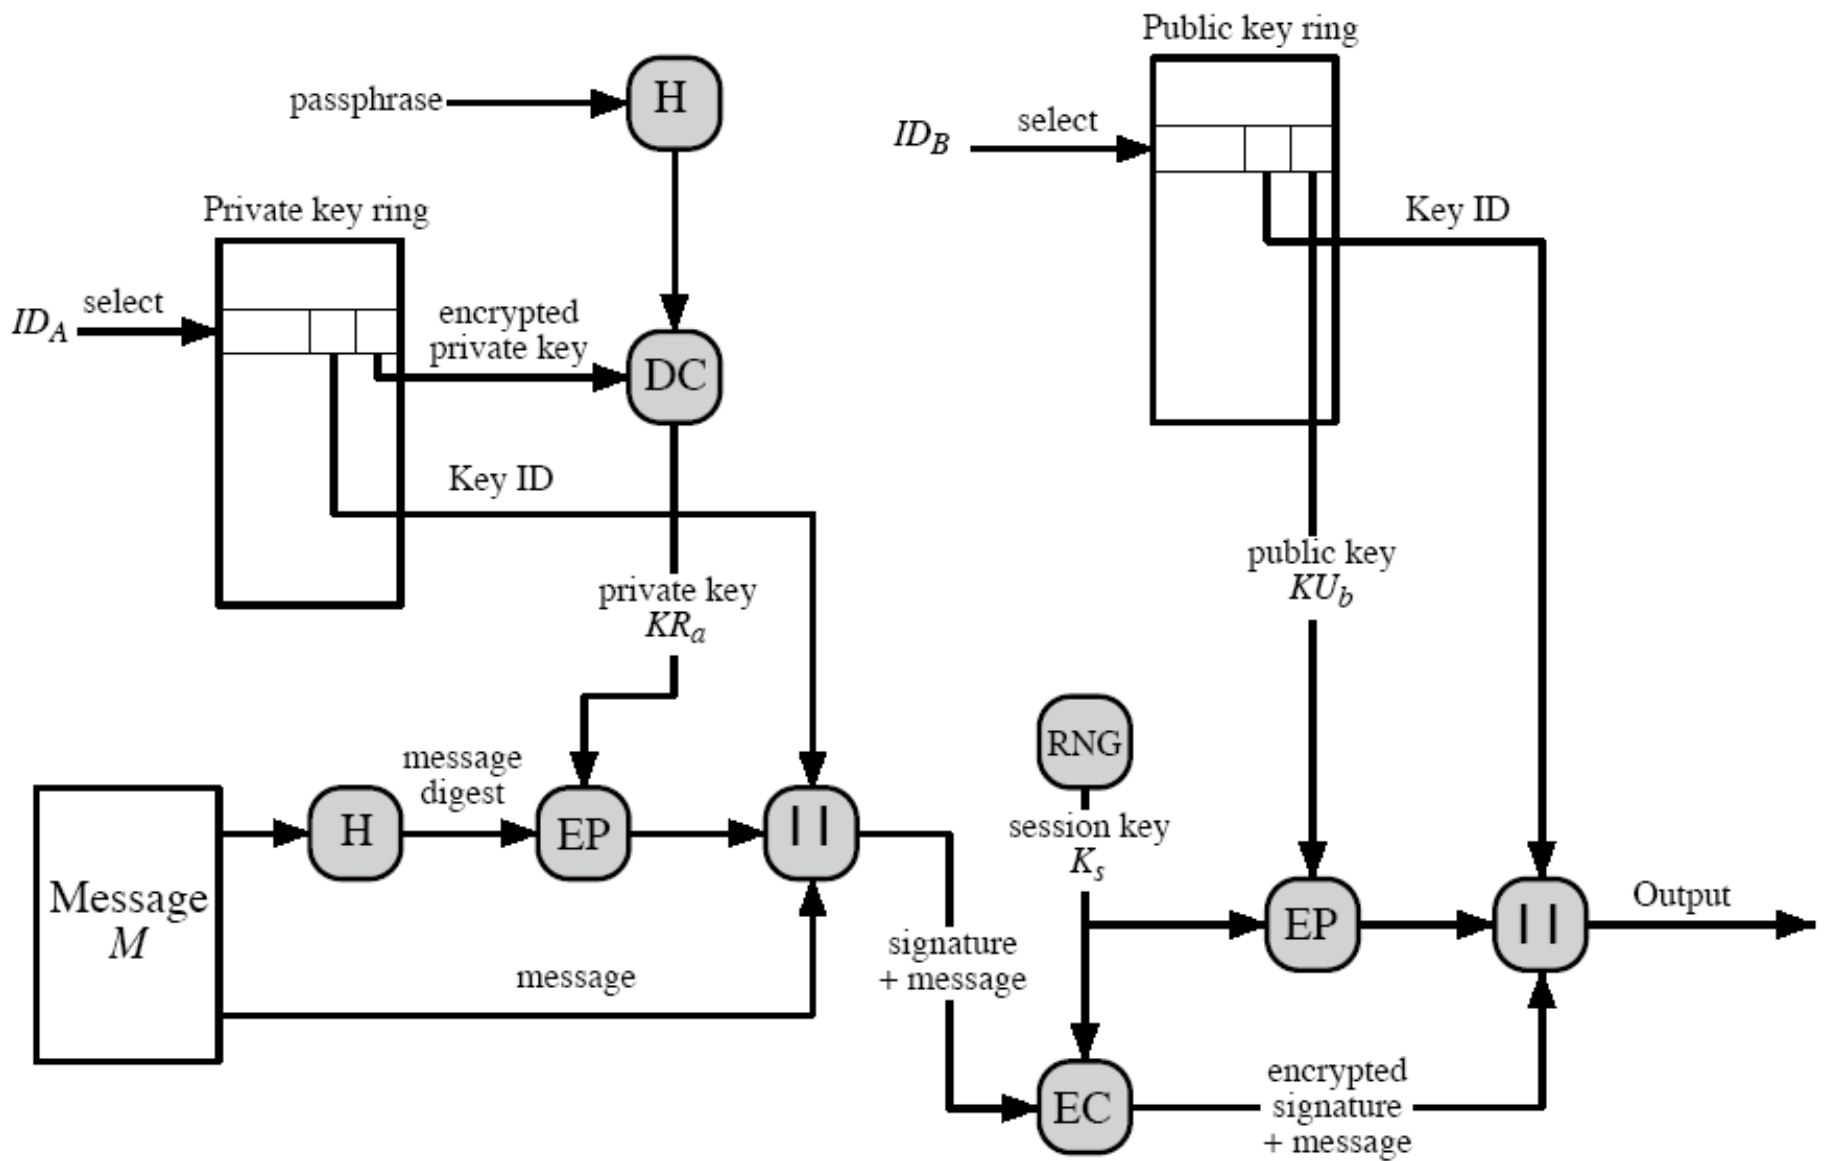 Public key ring
passphrase
H
ID_B
select
Private key ring
Key ID
ID_A
select
encrypted
private key
DC
Key ID
private key
KR_a
public key
KU_b
message
digest
RNG
session key
K_s
Message
M
H
EP
||
signature
+ message
EP
||
Output
message
EC
encrypted
signature
+ message